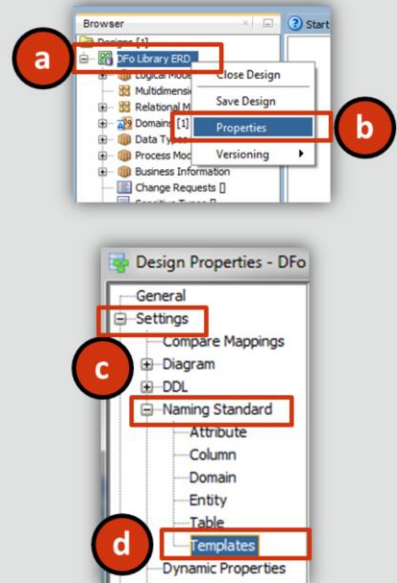 Browser
Start
Designs [1]
a
DFo Library ERD
Logical Mode
Close Design
Multidimensi
Save Design
Relational M
Domains [1]
Properties
b
Data Types
Process Mod
Versioning
Business Information
Change Requests []
Sensitive Types []
Design Properties - DFo
General
Settings
Compare Mappings
c
Diagram
DDL
Naming Standard
Attribute
Column
Domain
Entity
Table
d
Templates
Dynamic Properties